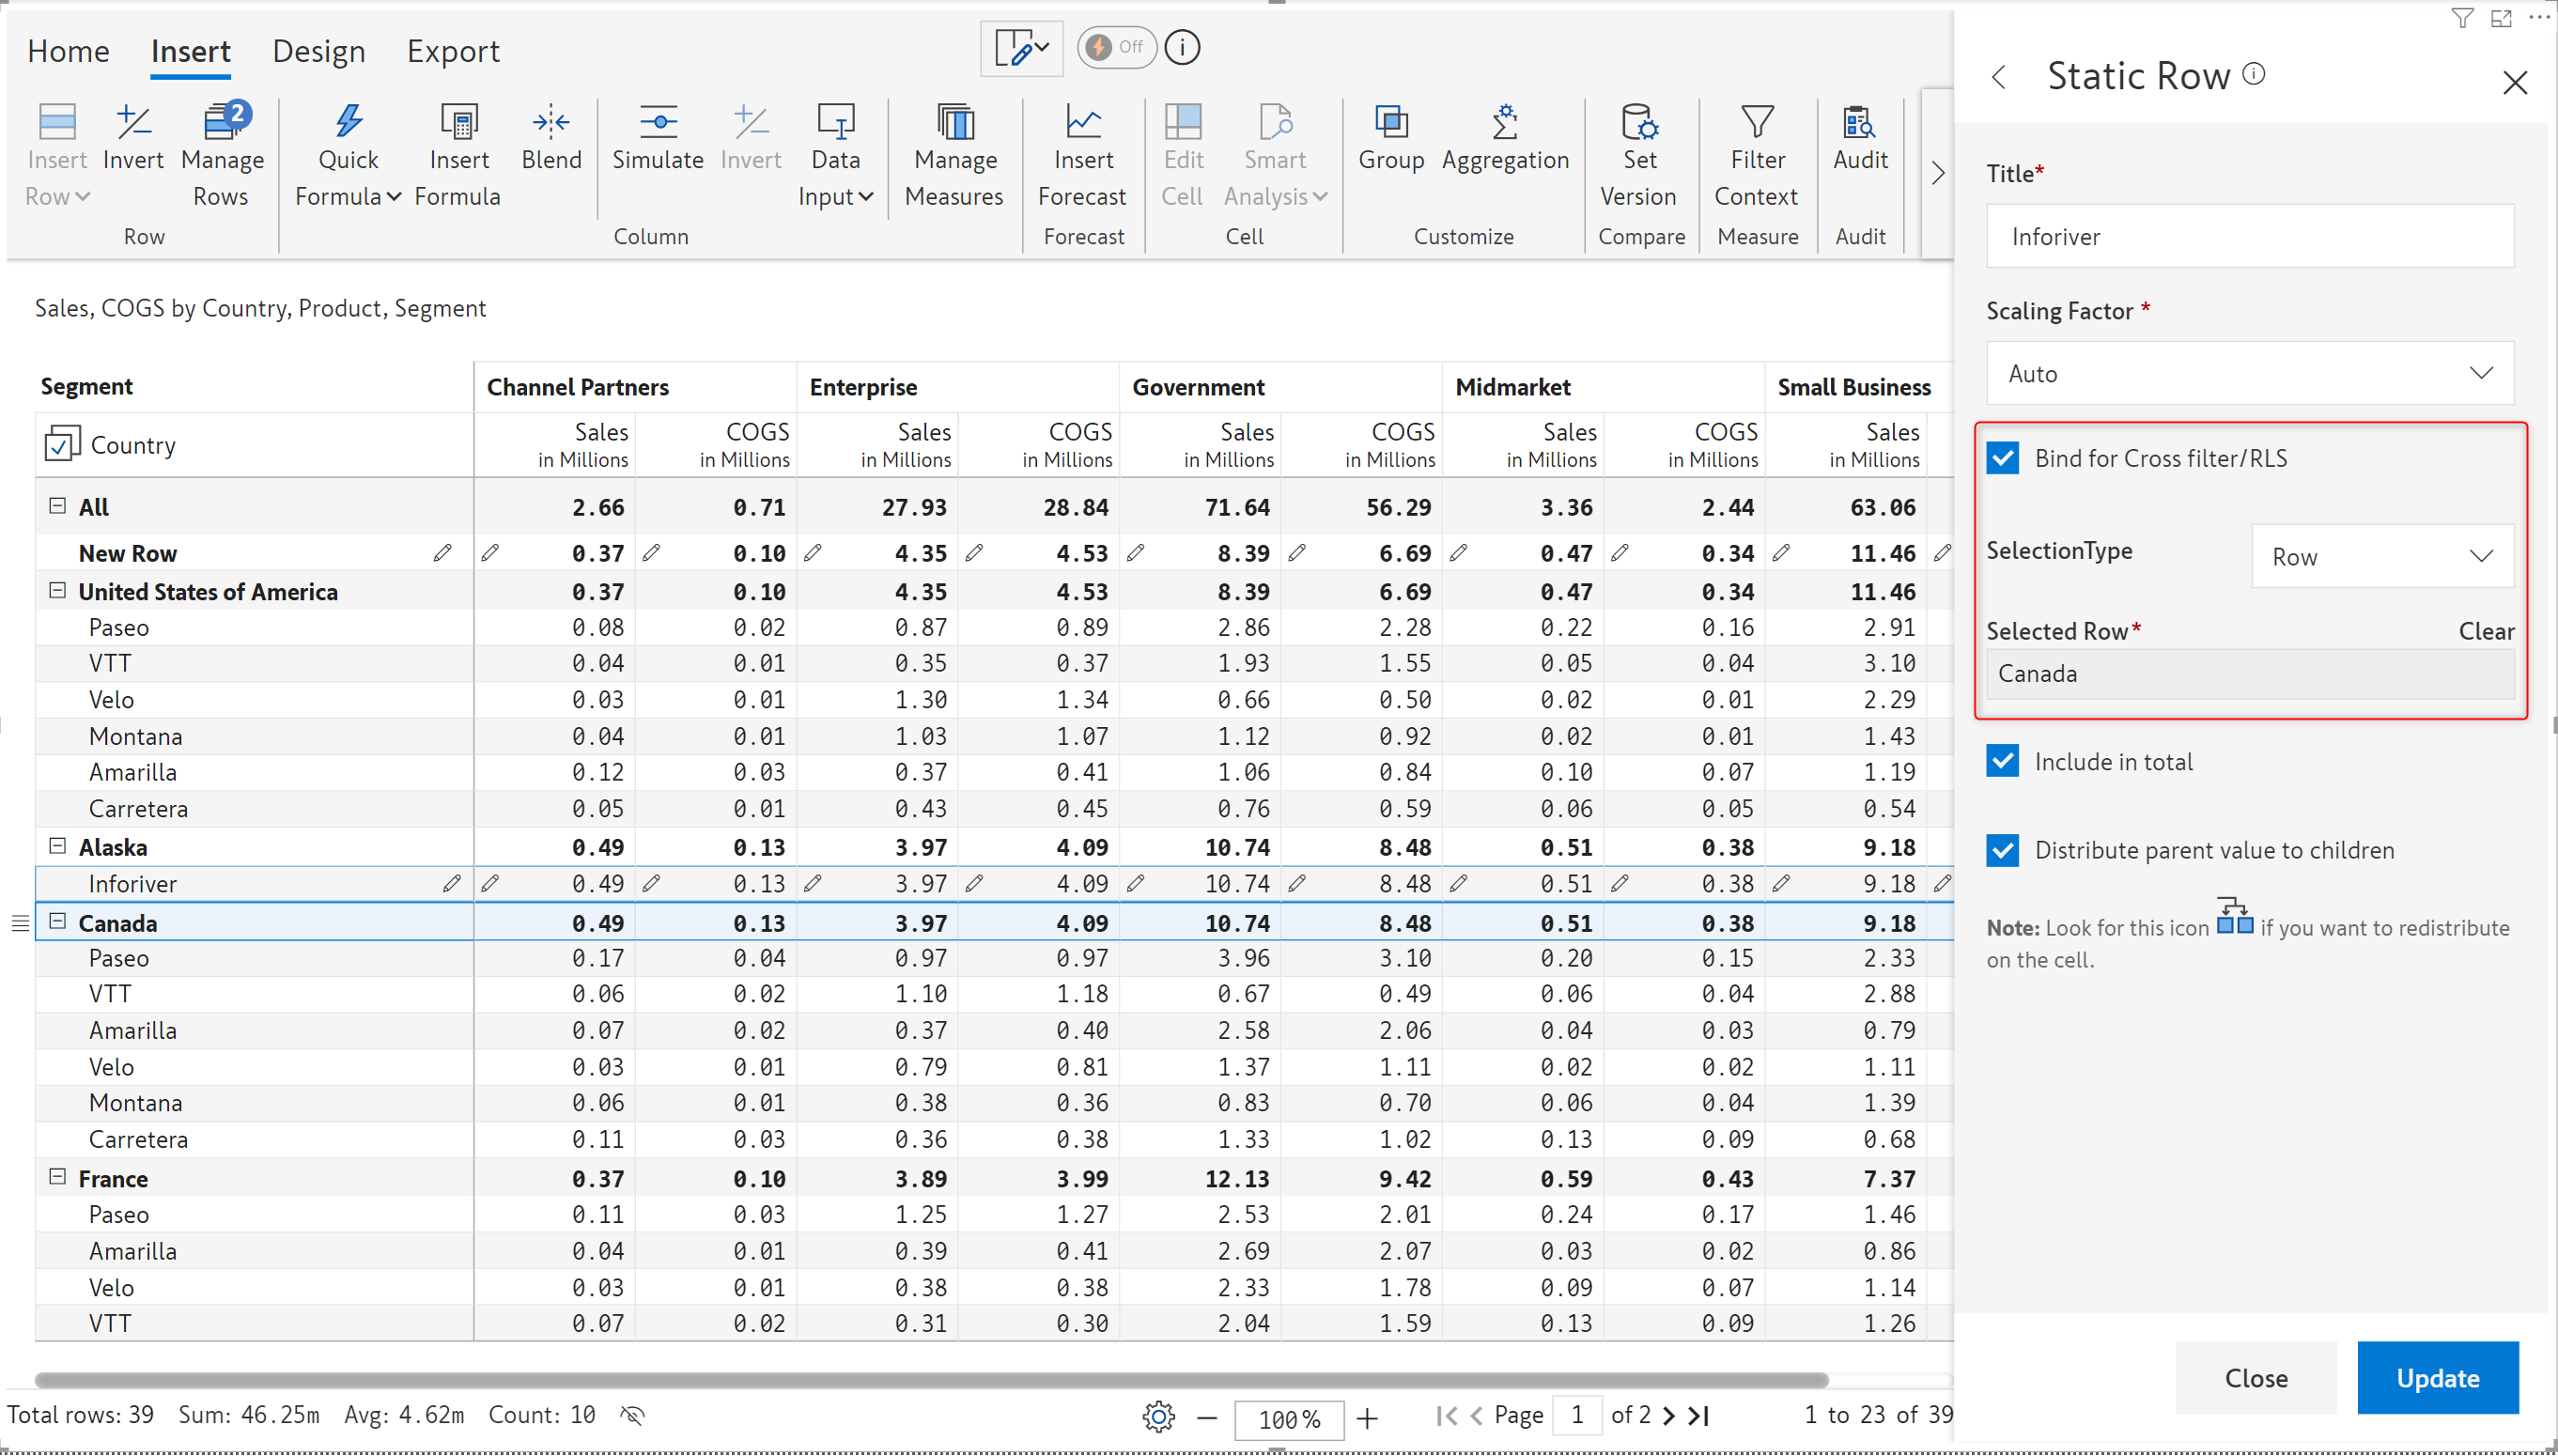 Home Insert Design Export Off
Insert Row Invert Manage Rows 2 Quick Formula Insert Formula Blend Simulate Invert Data Input Manage Measures Insert Forecast Edit Cell Smart Analysis Group Aggregation Set Version Filter Context Audit
Row Column Forecast Cell Customize Compare Measure Audit
Sales, COGS by Country, Product, Segment
Segment Channel Partners Enterprise Government Midmarket Small Business
Country Sales in Millions COGS in Millions Sales in Millions COGS in Millions Sales in Millions COGS in Millions Sales in Millions COGS in Millions Sales in Millions
All 2.66 0.71 27.93 28.84 71.64 56.29 3.36 2.44 63.06
New Row 0.37 0.10 4.35 4.53 8.39 6.69 0.47 0.34 11.46
United States of America 0.37 0.10 4.35 4.53 8.39 6.69 0.47 0.34 11.46
Paseo 0.08 0.02 0.87 0.89 2.86 2.28 0.22 0.16 2.91
VTT 0.04 0.01 0.35 0.37 1.93 1.55 0.05 0.04 3.10
Velo 0.03 0.01 1.30 1.34 0.66 0.50 0.02 0.01 2.29
Montana 0.04 0.01 1.03 1.07 1.12 0.92 0.02 0.01 1.43
Amarilla 0.12 0.03 0.37 0.41 1.06 0.84 0.10 0.07 1.19
Carretera 0.05 0.01 0.43 0.45 0.76 0.59 0.06 0.05 0.54
Alaska 0.49 0.13 3.97 4.09 10.74 8.48 0.51 0.38 9.18
Inforiver 0.49 0.13 3.97 4.09 10.74 8.48 0.51 0.38 9.18
Canada 0.49 0.13 3.97 4.09 10.74 8.48 0.51 0.38 9.18
Paseo 0.17 0.04 0.97 0.97 3.96 3.10 0.20 0.15 2.33
VTT 0.06 0.02 1.10 1.18 0.67 0.49 0.06 0.04 2.88
Amarilla 0.07 0.02 0.37 0.40 2.58 2.06 0.04 0.03 0.79
Velo 0.03 0.01 0.79 0.81 1.37 1.11 0.02 0.02 1.11
Montana 0.06 0.01 0.38 0.36 0.83 0.70 0.06 0.04 1.39
Carretera 0.11 0.03 0.36 0.38 1.33 1.02 0.13 0.09 0.68
France 0.37 0.10 3.89 3.99 12.13 9.42 0.59 0.43 7.37
Paseo 0.11 0.03 1.25 1.27 2.53 2.01 0.24 0.17 1.46
Amarilla 0.04 0.01 0.39 0.41 2.69 2.07 0.03 0.02 0.86
Velo 0.03 0.01 0.38 0.38 2.33 1.78 0.09 0.07 1.14
VTT 0.07 0.02 0.31 0.30 2.04 1.59 0.13 0.09 1.26
Total rows: 39 Sum: 46.25m Avg: 4.62m Count: 10 100% Page 1 of 2 1 to 23 of 39
Static Row
Title*
Inforiver
Scaling Factor *
Auto
Bind for Cross filter/RLS
SelectionType Row
Selected Row* Clear
Canada
Include in total
Distribute parent value to children
Note: Look for this icon if you want to redistribute
on the cell.
Close Update